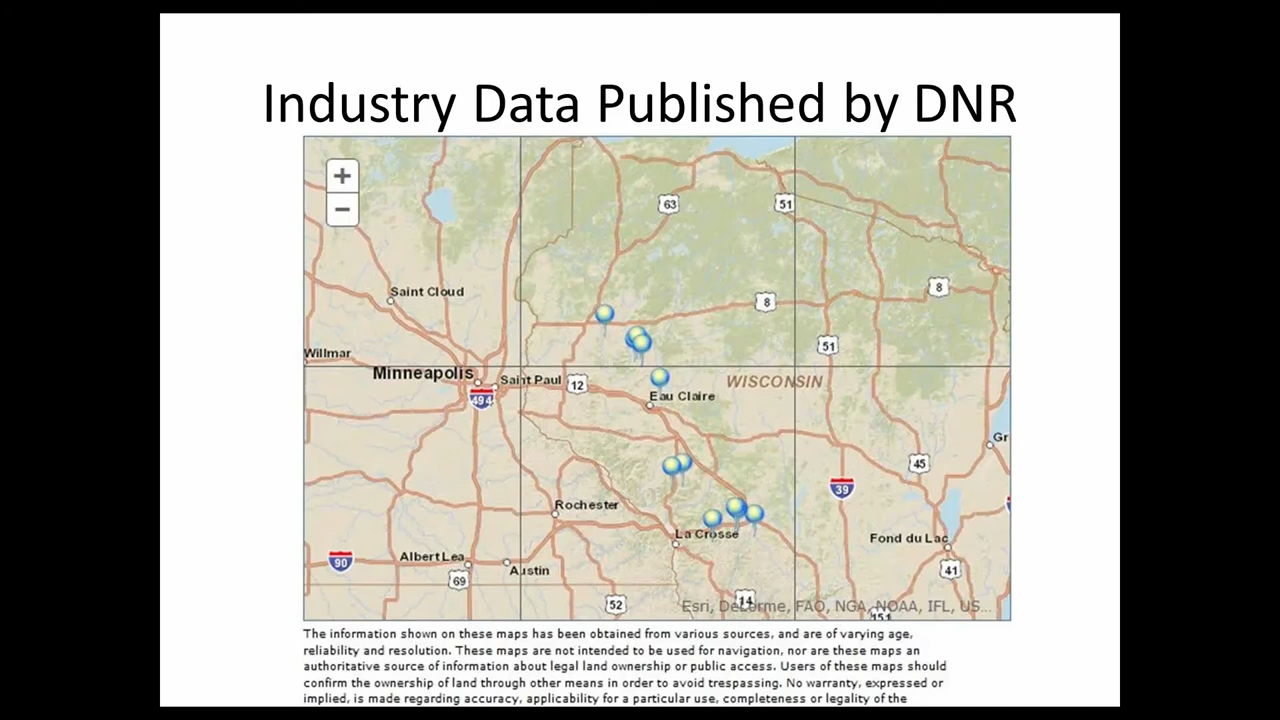 Industry Data Published by DNR
+
−
63
51
8
8
Saint Cloud
51
Willmar
Minneapolis
Saint Paul
12
WISCONSIN
494
Eau Claire
Gr
45
39
Rochester
La Crosse
Fond du Lac
90
Albert Lea
Austin
41
69
52
14
Esri, DeLorme, FAO, NGA, NOAA, IFL, US...
151
The information shown on these maps has been obtained from various sources, and are of varying age,
reliability and resolution. These maps are not intended to be used for navigation, nor are these maps an
authoritative source of information about legal land ownership or public access. Users of these maps should
confirm the ownership of land through other means in order to avoid trespassing. No warranty, expressed or
implied, is made regarding accuracy, applicability for a particular use, completeness or legality of the